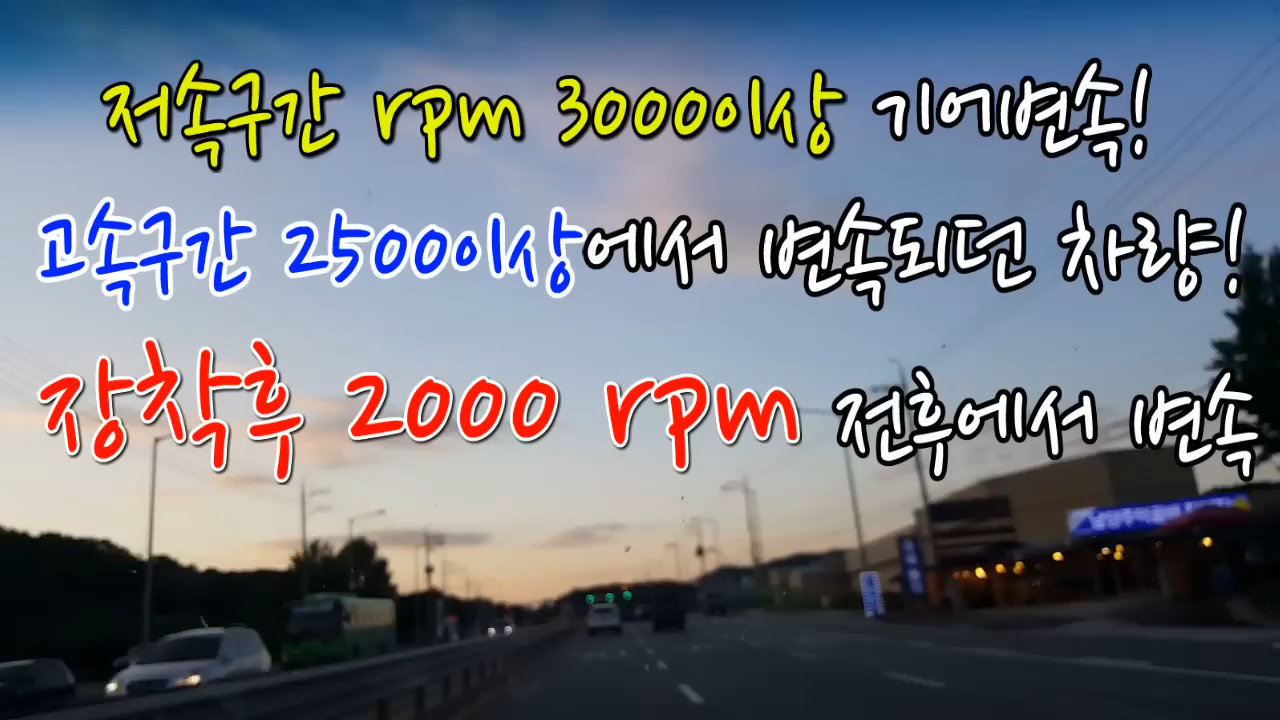 저속구간 rpm 3000이상 기어변속!
고속구간 2500이상에서 변속되던 차량!
장착후 2000 rpm 전후에서 변속